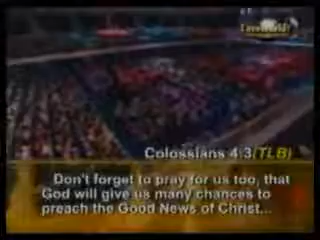 Loveworld
Colossians 4:3(TLB)
Don't forget to pray for us too, that
God will give us many chances to
preach the Good News of Christ...